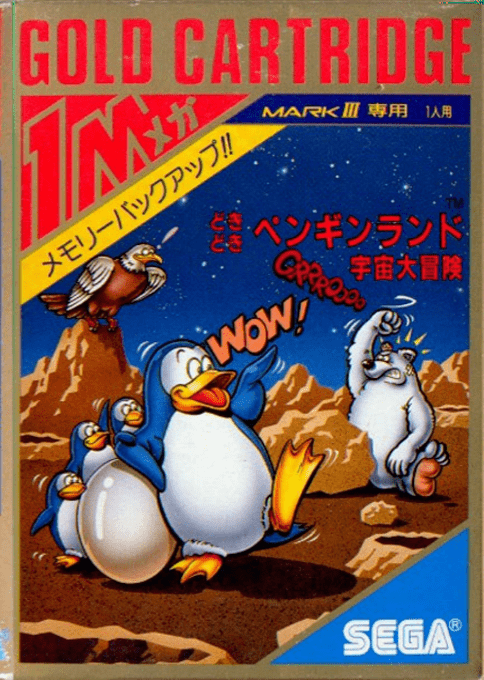 GOLD CARTRIDGE
1Mメガ
MARK III 専用 1人用
メモリーバックアップ!!
どきどき ペンギンランド TM
宇宙大冒険
GRRROOOO
WOW!
SEGA®